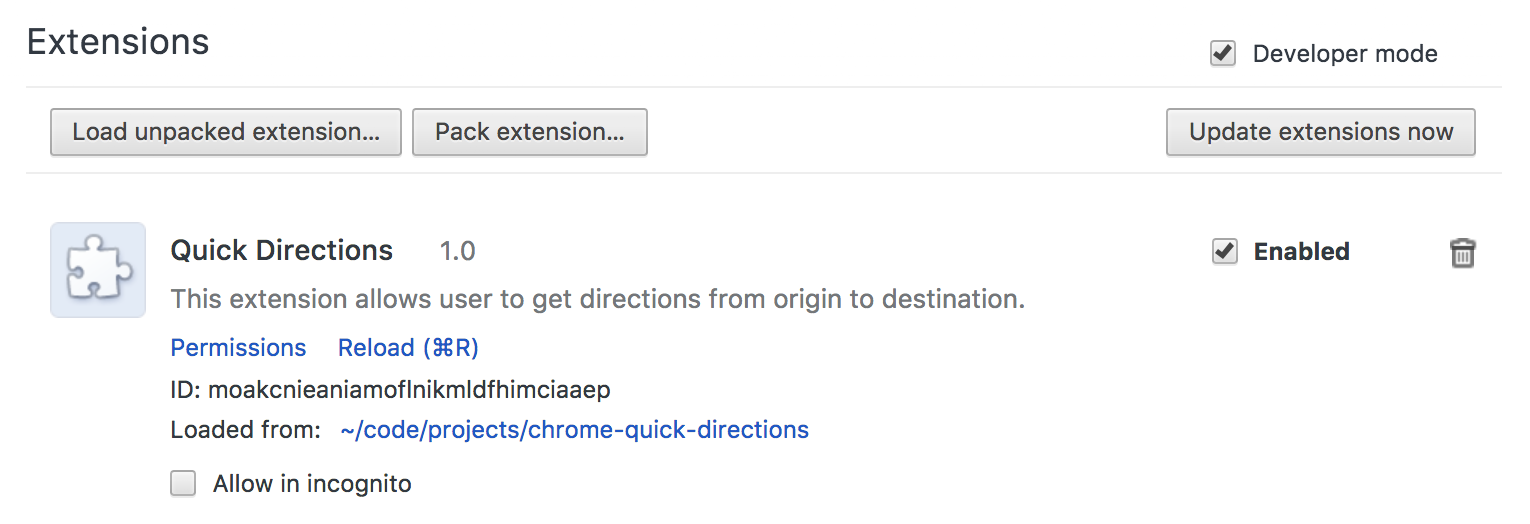 Extensions
Developer mode
Load unpacked extension...
Pack extension...
Update extensions now
Quick Directions 1.0
Enabled
This extension allows user to get directions from origin to destination.
Permissions Reload (⌘R)
ID: moakcnieaniamoflnikmldfhimciaaep
Loaded from: ~/code/projects/chrome-quick-directions
Allow in incognito